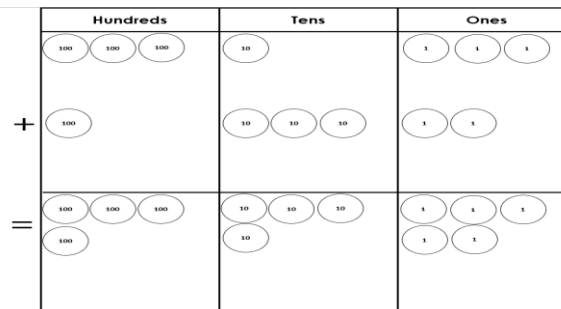 Hundreds Tens Ones
100 100 100 10 1 1 1
+ 100 10 10 10 1 1
= 100 100 100 10 10 10 1 1 1
100 10 1 1